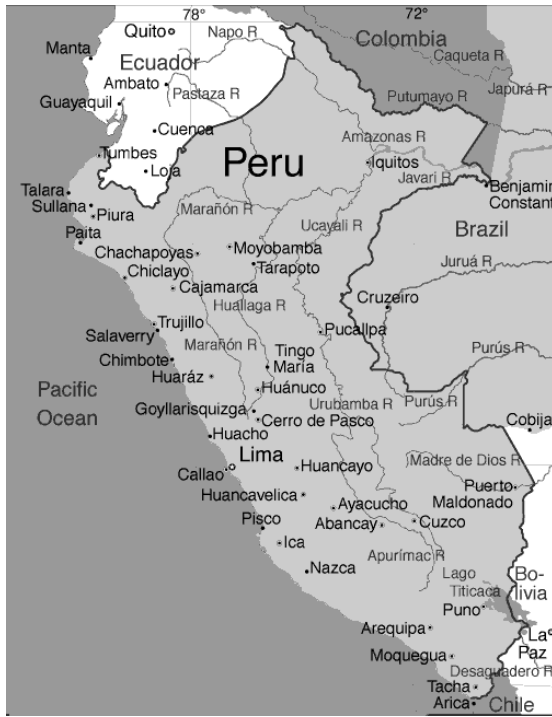 78°
72°
Quito
Napo R
Colombia
Manta
Ecuador
Caqueta R
Ambato
Pastaza R
Japurá R
Guayaquil
Putumayo R
Cuenca
Amazonas R
Tumbes
Peru
Iquitos
Loja
Javari R
Talara
Benjamin
Constant
Sullana
Marañón R
Piura
Ucayali R
Brazil
Paita
Moyobamba
Chachapoyas
Tarapoto
Juruá R
Chiclayo
Cajamarca
Huallaga R
Cruzeiro
Trujillo
Pucallpa
Salaverry
Marañón R
Tingo
María
Purús R
Chimbote
Huaráz
Pacific
Ocean
Huánuco
Urubamba R
Purús R
Goyllarisquizga
Cerro de Pasco
Cobija
Huacho
Lima
Madre de Dios R
Callao
Huancayo
Puerto
Maldonado
Huancavelica
Ayacucho
Pisco
Abancay
Cuzco
Ica
Apurímac R
Nazca
Lago
Titicaca
Bo-
livia
Puno
Arequipa
La
Paz
Moquegua
Desaguadero R
Tacha
Arica
Chile